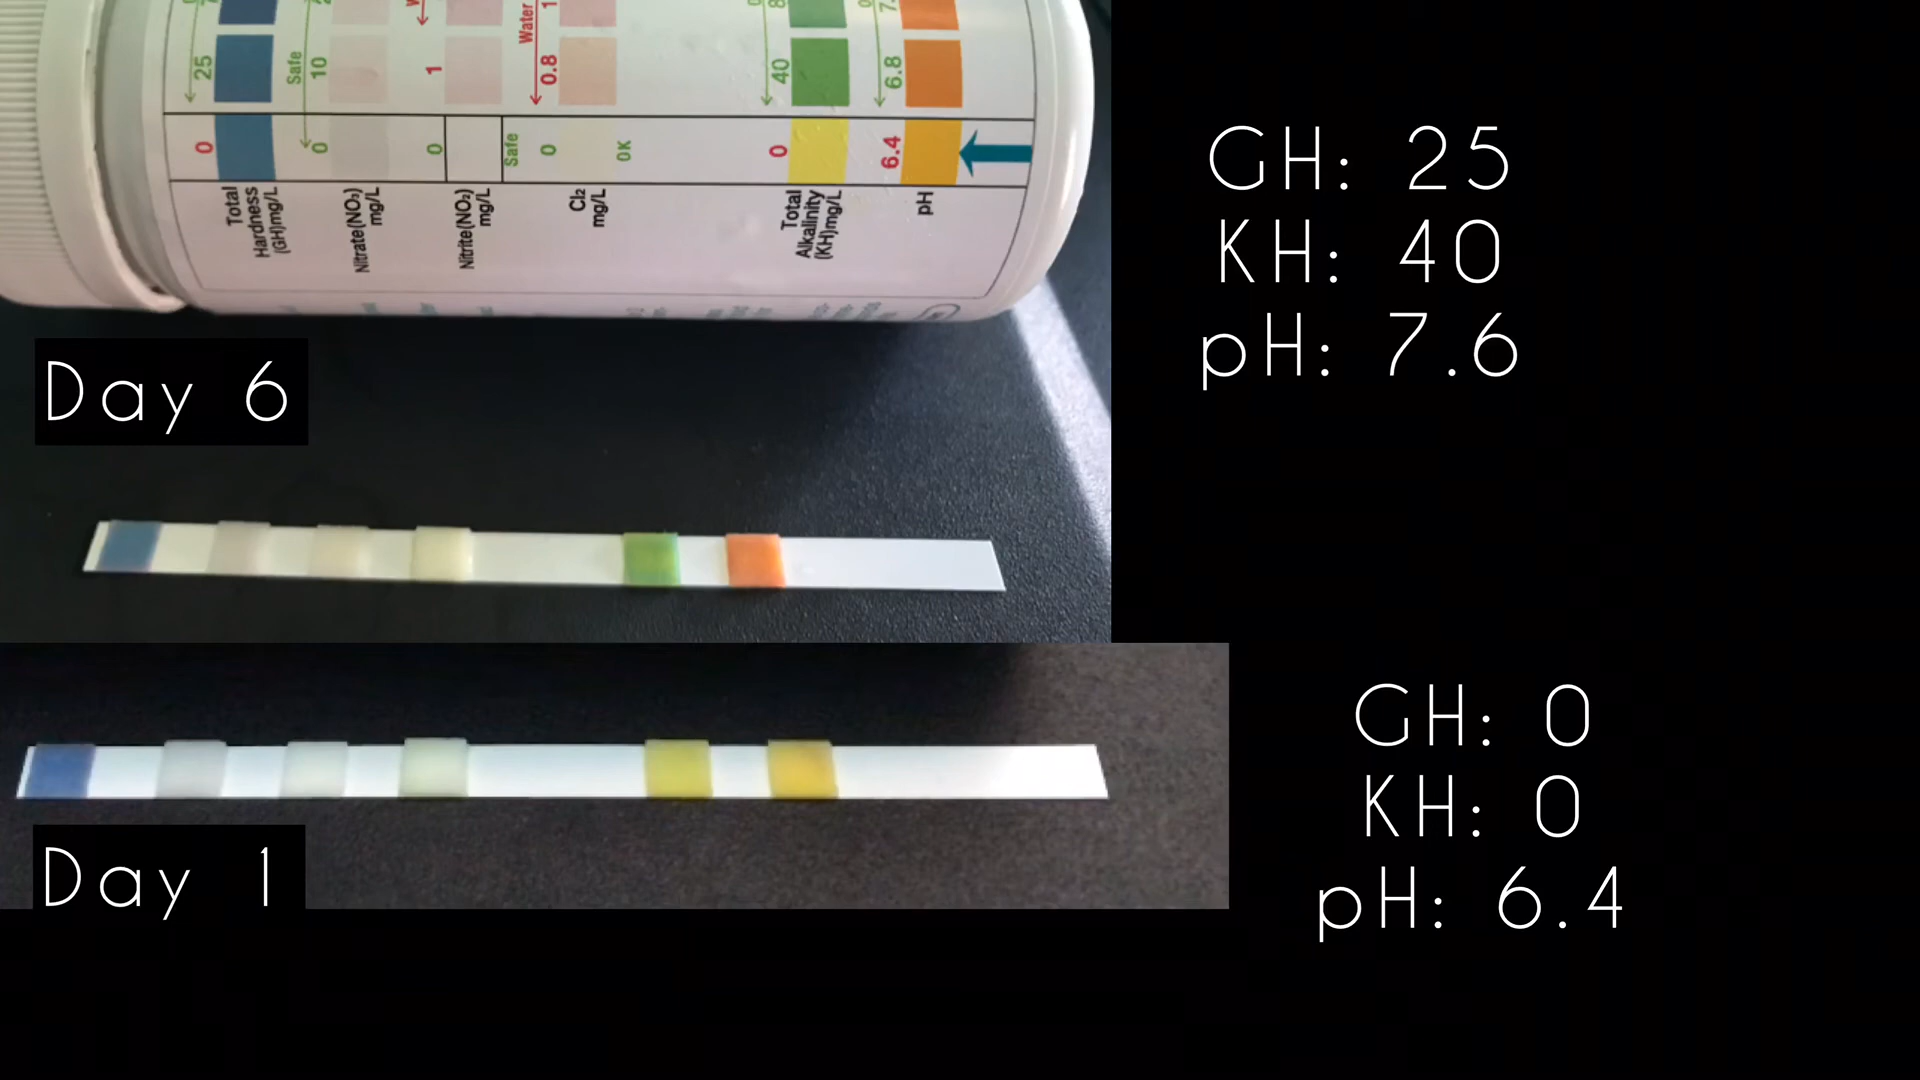 25
Safe
10
1
Water
0.8
40
6.8
0
0
0
Safe
0
OK
0
6.4
Total
Hardness
(GH)mg/L
Nitrate(NO₃)
mg/L
Nitrite(NO₂)
mg/L
Cl₂
mg/L
Total
Alkalinity
(KH)mg/L
pH
Day 6
GH: 25
KH: 40
pH: 7.6
Day 1
GH: 0
KH: 0
pH: 6.4